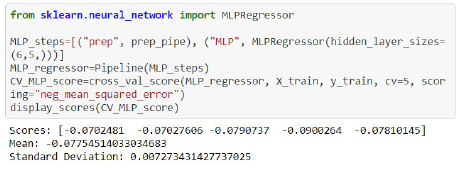 from sklearn.neural_network import MLPRegressor
MLP_steps=[("prep", prep_pipe), ("MLP", MLPRegressor(hidden_layer_sizes=
(6,5,)))]
MLP_regressor=Pipeline(MLP_steps)
CV_MLP_score=cross_val_score(MLP_regressor, X_train, y_train, cv=5, scor
ing="neg_mean_squared_error")
display_scores(CV_MLP_score)
Scores: [-0.0702481  -0.07027606 -0.0790737  -0.0900264  -0.07810145]
Mean: -0.07754514033034683
Standard Deviation: 0.007273431427737025